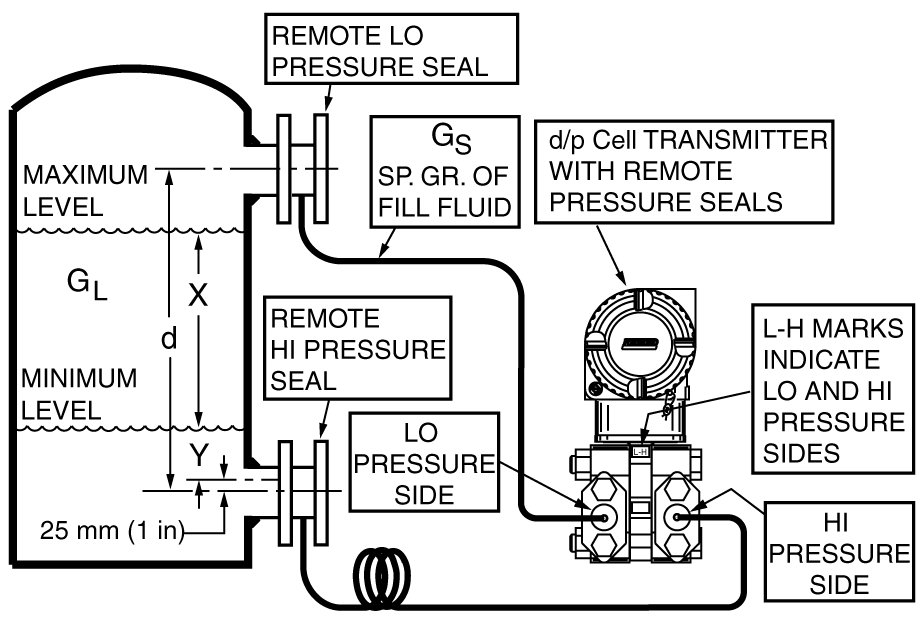 REMOTE LO
PRESSURE SEAL
G
S
SP. GR. OF
FILL FLUID
d/p Cell TRANSMITTER
WITH REMOTE
PRESSURE SEALS
MAXIMUM
LEVEL
G
L
X
d
REMOTE
HI PRESSURE
SEAL
L-H MARKS
INDICATE
LO AND HI
PRESSURE
SIDES
MINIMUM
LEVEL
Y
25 mm (1 in)
LO
PRESSURE
SIDE
L-H
HI
PRESSURE
SIDE